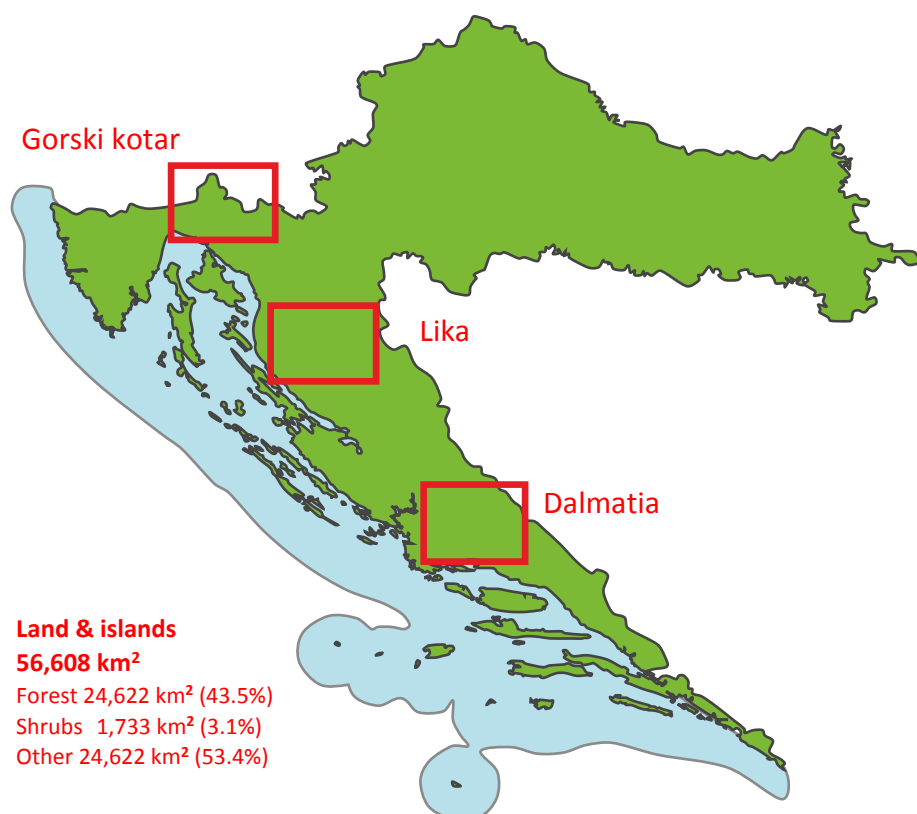 Gorski kotar
Lika
Dalmatia
Land & islands
56,608 km²
Forest 24,622 km² (43.5%)
Shrubs 1,733 km² (3.1%)
Other 24,622 km² (53.4%)